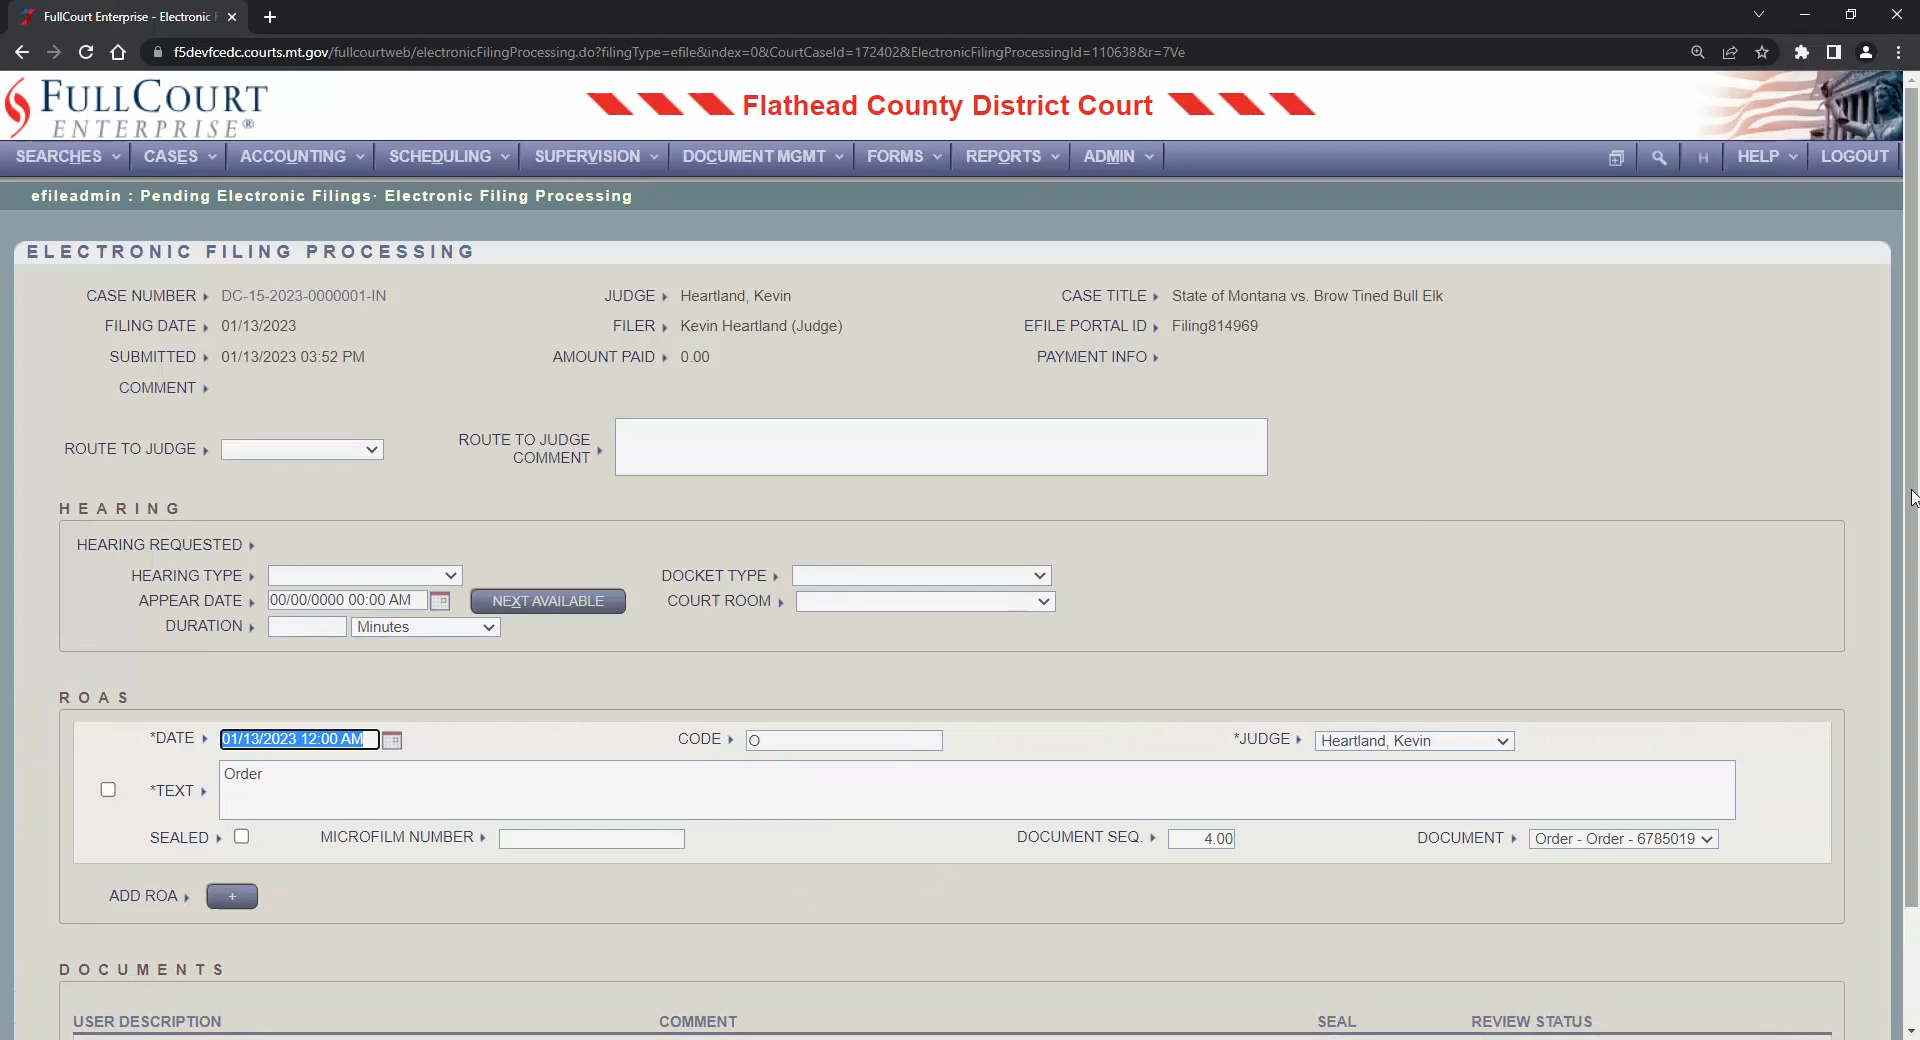 FullCourt Enterprise - Electronic F
f5devfcedc.courts.mt.gov/fullcourtweb/electronicFilingProcessing.do?filingType=efile&index=0&CourtCaseId=172402&ElectronicFilingProcessingId=110638&r=7Ve
FULLCOURT
ENTERPRISE®
Flathead County District Court
SEARCHES CASES ACCOUNTING SCHEDULING SUPERVISION DOCUMENT MGMT FORMS REPORTS ADMIN H HELP LOGOUT
efileadmin : Pending Electronic Filings· Electronic Filing Processing
ELECTRONIC FILING PROCESSING
CASE NUMBER DC-15-2023-0000001-IN JUDGE Heartland, Kevin CASE TITLE State of Montana vs. Brow Tined Bull Elk
FILING DATE 01/13/2023 FILER Kevin Heartland (Judge) EFILE PORTAL ID Filing814969
SUBMITTED 01/13/2023 03:52 PM AMOUNT PAID 0.00 PAYMENT INFO
COMMENT
ROUTE TO JUDGE ROUTE TO JUDGE
COMMENT
HEARING
HEARING REQUESTED
HEARING TYPE DOCKET TYPE
APPEAR DATE 00/00/0000 00:00 AM NEXT AVAILABLE COURT ROOM
DURATION Minutes
ROAS
*DATE 01/13/2023 12:00 AM CODE O *JUDGE Heartland, Kevin
*TEXT Order
SEALED MICROFILM NUMBER DOCUMENT SEQ. 4.00 DOCUMENT Order - Order - 6785019
ADD ROA +
DOCUMENTS
USER DESCRIPTION COMMENT SEAL REVIEW STATUS